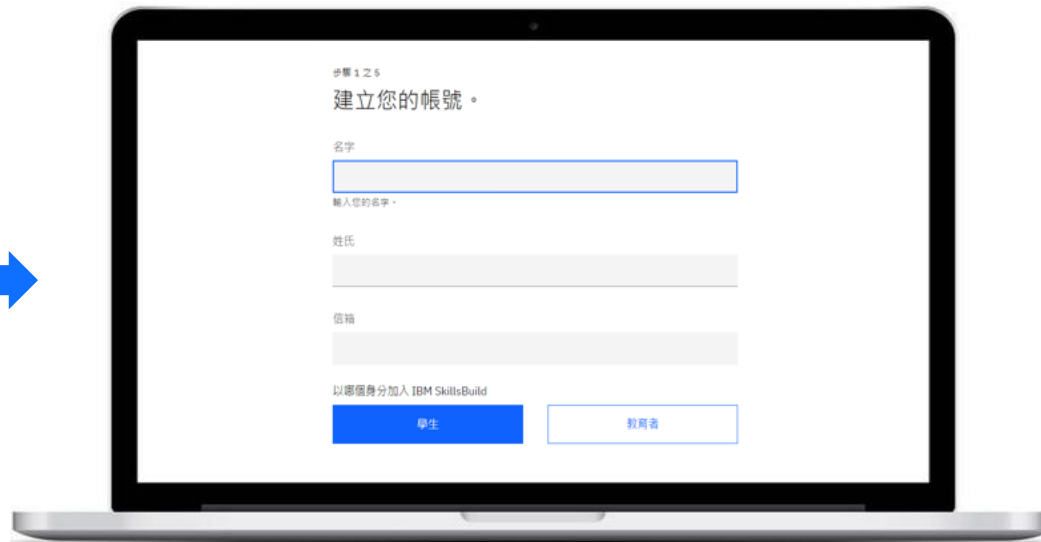 步驟 1 之 5
建立您的帳號。
名字
輸入您的名字。
姓氏
信箱
以哪個身分加入 IBM SkillsBuild
學生
教育者